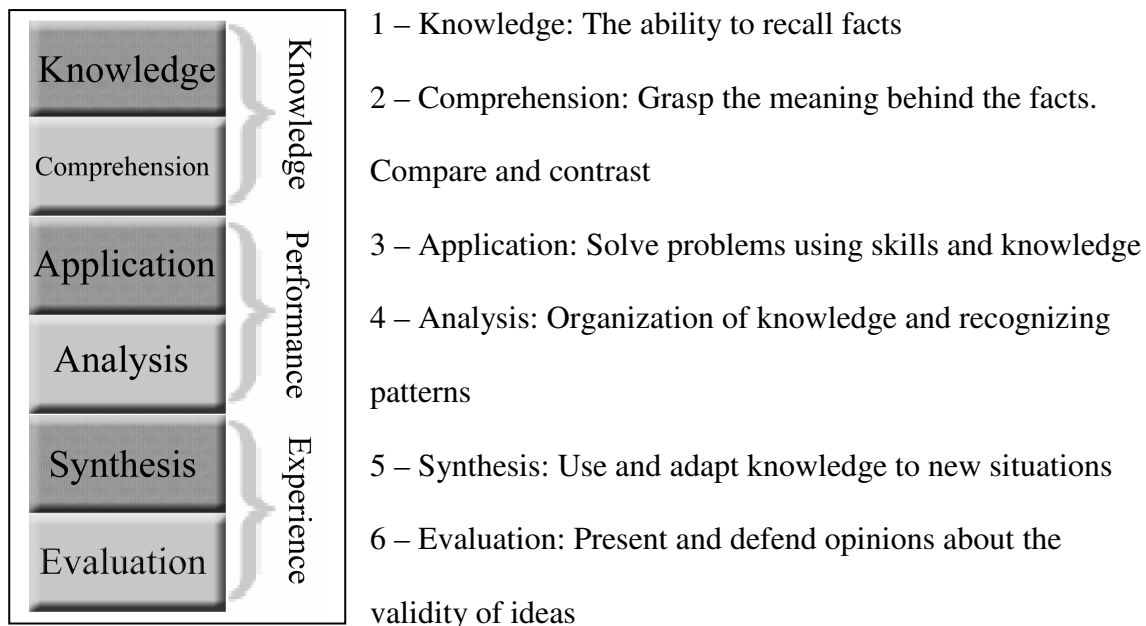 Knowledge
Comprehension
Application
Analysis
Synthesis
Evaluation
Knowledge
Performance
Experience
1 – Knowledge: The ability to recall facts
2 – Comprehension: Grasp the meaning behind the facts.
Compare and contrast
3 – Application: Solve problems using skills and knowledge
4 – Analysis: Organization of knowledge and recognizing
patterns
5 – Synthesis: Use and adapt knowledge to new situations
6 – Evaluation: Present and defend opinions about the
validity of ideas